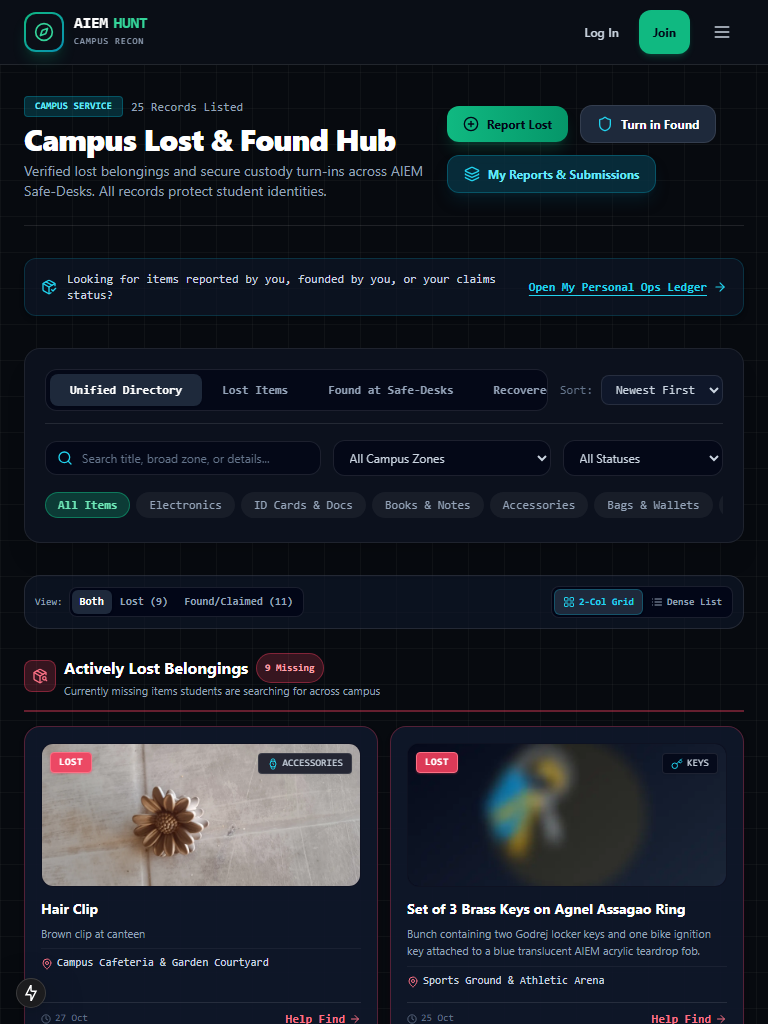 AIEM HUNT
CAMPUS RECON
Log In
Join
CAMPUS SERVICE
25 Records Listed
Campus Lost & Found Hub
Verified lost belongings and secure custody turn-ins across AIEM
Safe-Desks. All records protect student identities.
Report Lost
Turn in Found
My Reports & Submissions
Looking for items reported by you, founded by you, or your claims
status?
Open My Personal Ops Ledger
Unified Directory
Lost Items
Found at Safe-Desks
Recovere
Sort:
Newest First
Search title, broad zone, or details...
All Campus Zones
All Statuses
All Items
Electronics
ID Cards & Docs
Books & Notes
Accessories
Bags & Wallets
View:
Both
Lost (9)
Found/Claimed (11)
2-Col Grid
Dense List
Actively Lost Belongings
9 Missing
Currently missing items students are searching for across campus
LOST
ACCESSORIES
Hair Clip
Brown clip at canteen
Campus Cafeteria & Garden Courtyard
27 Oct
Help Find
LOST
KEYS
Set of 3 Brass Keys on Agnel Assagao Ring
Bunch containing two Godrej locker keys and one bike ignition
key attached to a blue translucent AIEM acrylic teardrop fob.
Sports Ground & Athletic Arena
25 Oct
Help Find